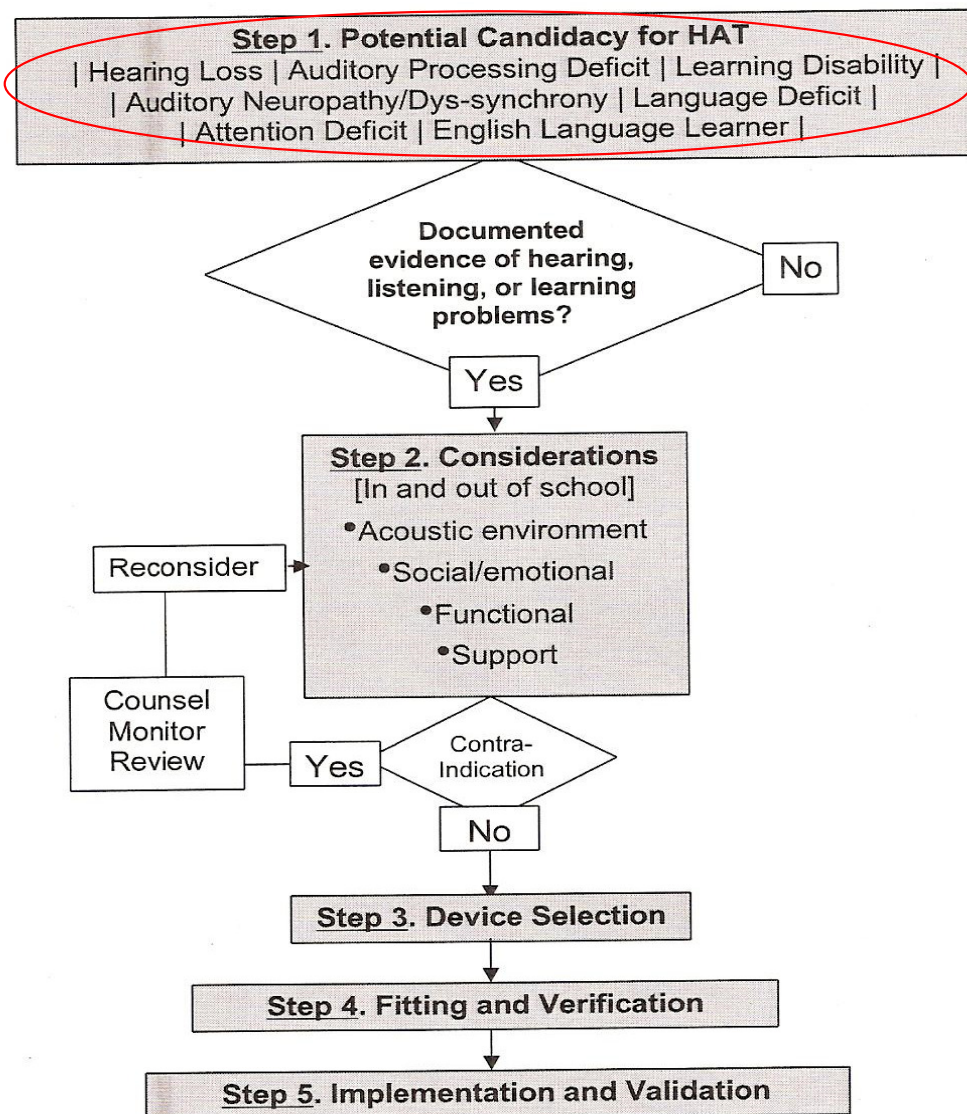 Step 1. Potential Candidacy for HAT
| Hearing Loss | Auditory Processing Deficit | Learning Disability |
| Auditory Neuropathy/Dys-synchrony | Language Deficit |
| Attention Deficit | English Language Learner |
Documented
evidence of hearing,
listening, or learning
problems?
No
Yes
Step 2. Considerations
[In and out of school]
•Acoustic environment
•Social/emotional
•Functional
•Support
Reconsider
Counsel
Monitor
Review
Yes
Contra-
Indication
No
Step 3. Device Selection
Step 4. Fitting and Verification
Step 5. Implementation and Validation